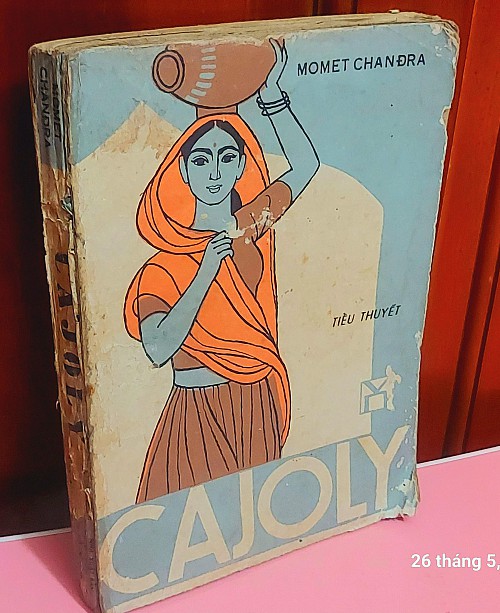 MOMET CHANĐRA
TIỂU THUYẾT
CAJOLY
MOMET
CHANĐRA
CAJOLY
26 tháng 5,